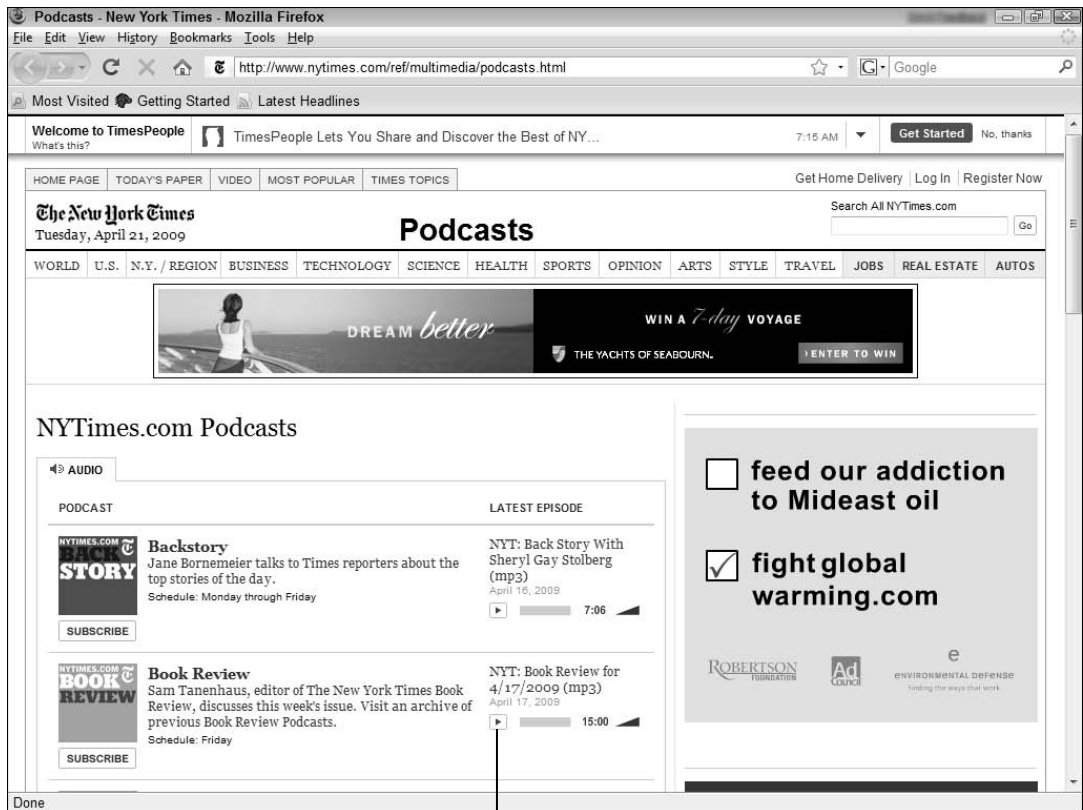 Podcasts - New York Times - Mozilla Firefox
File Edit View History Bookmarks Tools Help
http://www.nytimes.com/ref/multimedia/podcasts.html
G Google
Most Visited Getting Started Latest Headlines
Welcome to TimesPeople
What's this?
TimesPeople Lets You Share and Discover the Best of NY...
7:15 AM
Get Started No, thanks
HOME PAGE TODAY'S PAPER VIDEO MOST POPULAR TIMES TOPICS
Get Home Delivery Log In Register Now
The New York Times
Tuesday, April 21, 2009
Podcasts
Search All NYTimes.com
Go
WORLD U.S. N.Y. / REGION BUSINESS TECHNOLOGY SCIENCE HEALTH SPORTS OPINION ARTS STYLE TRAVEL JOBS REAL ESTATE AUTOS
DREAM better
WIN A 7-day VOYAGE
THE YACHTS OF SEABOURN.
›ENTER TO WIN
NYTimes.com Podcasts
AUDIO
PODCAST LATEST EPISODE
NYTIMES.COM
BACK
STORY
SUBSCRIBE
Backstory
Jane Bornemeier talks to Times reporters about the
top stories of the day.
Schedule: Monday through Friday
NYT: Back Story With
Sheryl Gay Stolberg
(mp3)
April 16, 2009
7:06
NYTIMES.COM
BOOK
REVIEW
SUBSCRIBE
Book Review
Sam Tanenhaus, editor of The New York Times Book
Review, discusses this week's issue. Visit an archive of
previous Book Review Podcasts.
Schedule: Friday
NYT: Book Review for
4/17/2009 (mp3)
April 17, 2009
15:00
feed our addiction
to Mideast oil
fightglobal
warming.com
ROBERTSON
FOUNDATION
Ad
COUNCIL
e
ENVIRONMENTAL DEFENSE
finding the ways that work
Done